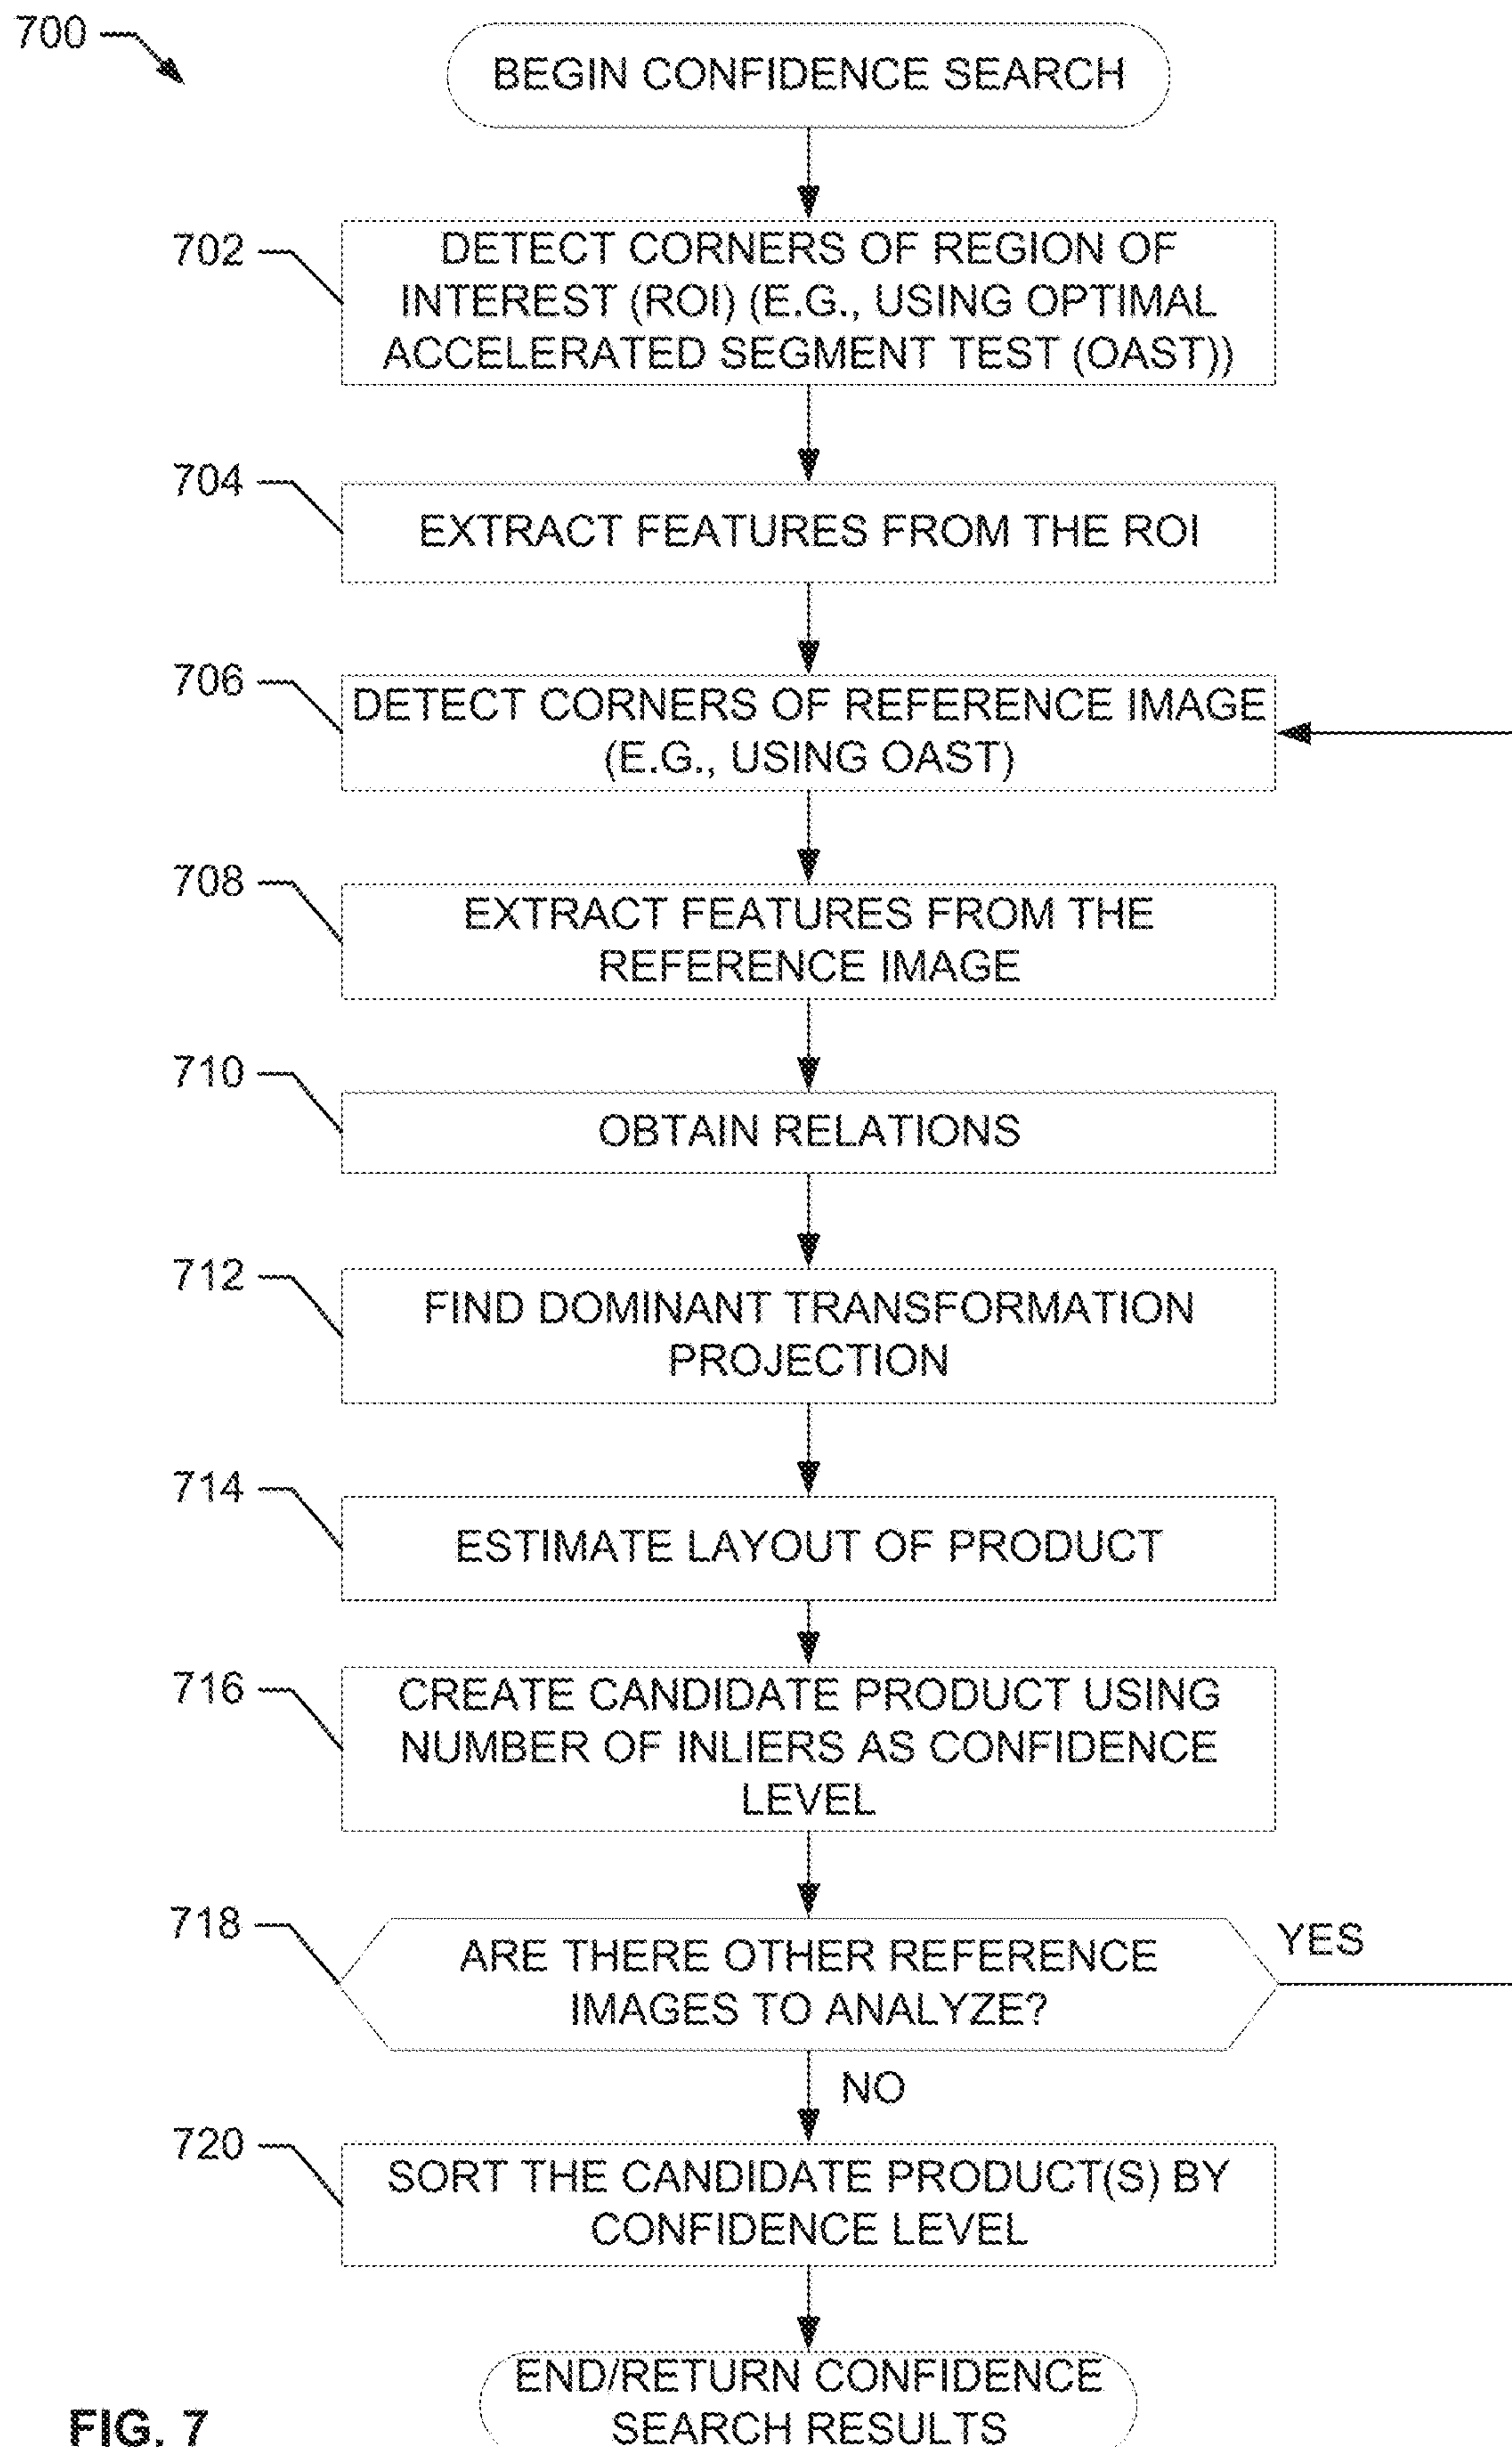 700
BEGIN CONFIDENCE SEARCH
702
DETECT CORNERS OF REGION OF
INTEREST (ROI) (E.G., USING OPTIMAL
ACCELERATED SEGMENT TEST (OAST))
704
EXTRACT FEATURES FROM THE ROI
706
DETECT CORNERS OF REFERENCE IMAGE
(E.G., USING OAST)
708
EXTRACT FEATURES FROM THE
REFERENCE IMAGE
710
OBTAIN RELATIONS
712
FIND DOMINANT TRANSFORMATION
PROJECTION
714
ESTIMATE LAYOUT OF PRODUCT
716
CREATE CANDIDATE PRODUCT USING
NUMBER OF INLIERS AS CONFIDENCE
LEVEL
718
ARE THERE OTHER REFERENCE
IMAGES TO ANALYZE?
YES
NO
720
SORT THE CANDIDATE PRODUCT(S) BY
CONFIDENCE LEVEL
END/RETURN CONFIDENCE
SEARCH RESULTS
FIG. 7